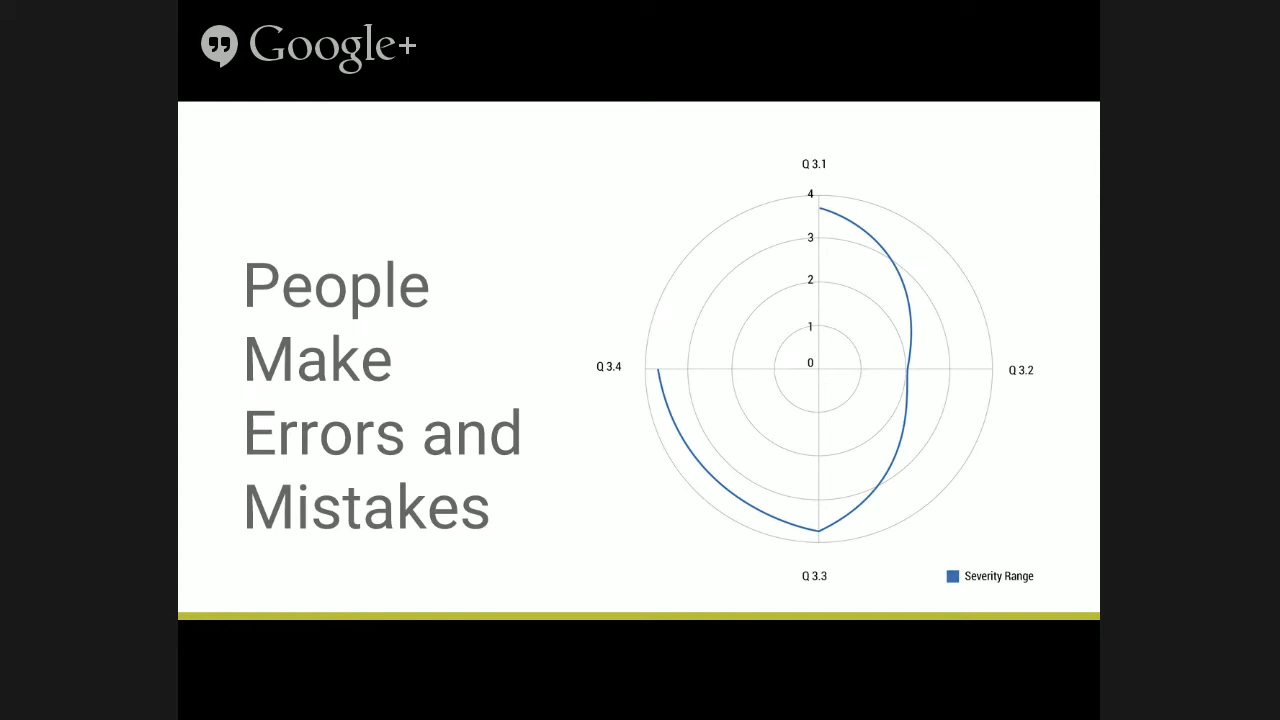 Google+
People
Make
Errors and
Mistakes
Q 3.1
4
3
2
1
0
Q 3.4
Q 3.2
Q 3.3
Severity Range